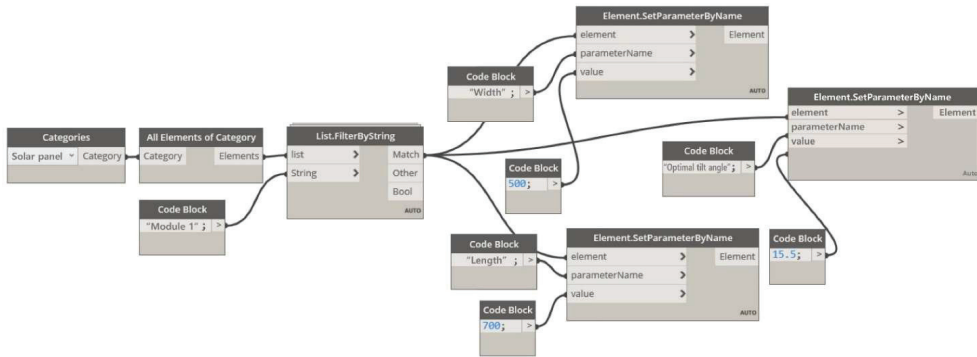 Categories
Solar panel Category >
All Elements of Category
Category Elements
Code Block
"Module 1" ; >
List.FilterByString
list > Match
String > Other
Bool
AUTO
Code Block
"Width" ; >
Element.SetParameterByName
element > Element
parameterName >
value >
AUTO
Code Block
500; >
Code Block
"Length" ; >
Code Block
700; >
Element.SetParameterByName
element > Element
parameterName >
value >
AUTO
Code Block
"Optimal tilt angle"; >
Code Block
15.5; >
Element.SetParameterByName
element > Element
parameterName >
value >
Auto